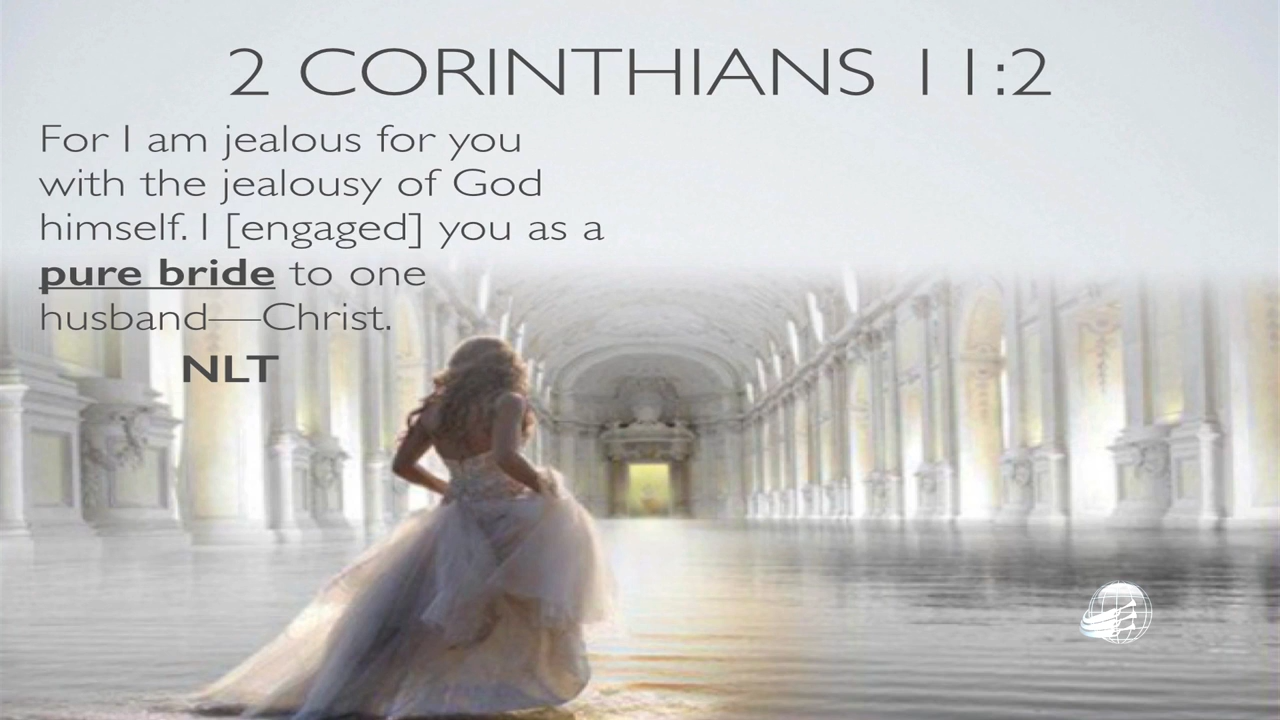 2 CORINTHIANS 11:2
For I am jealous for you
with the jealousy of God
himself. I [engaged] you as a
pure bride to one
husband—Christ.
NLT